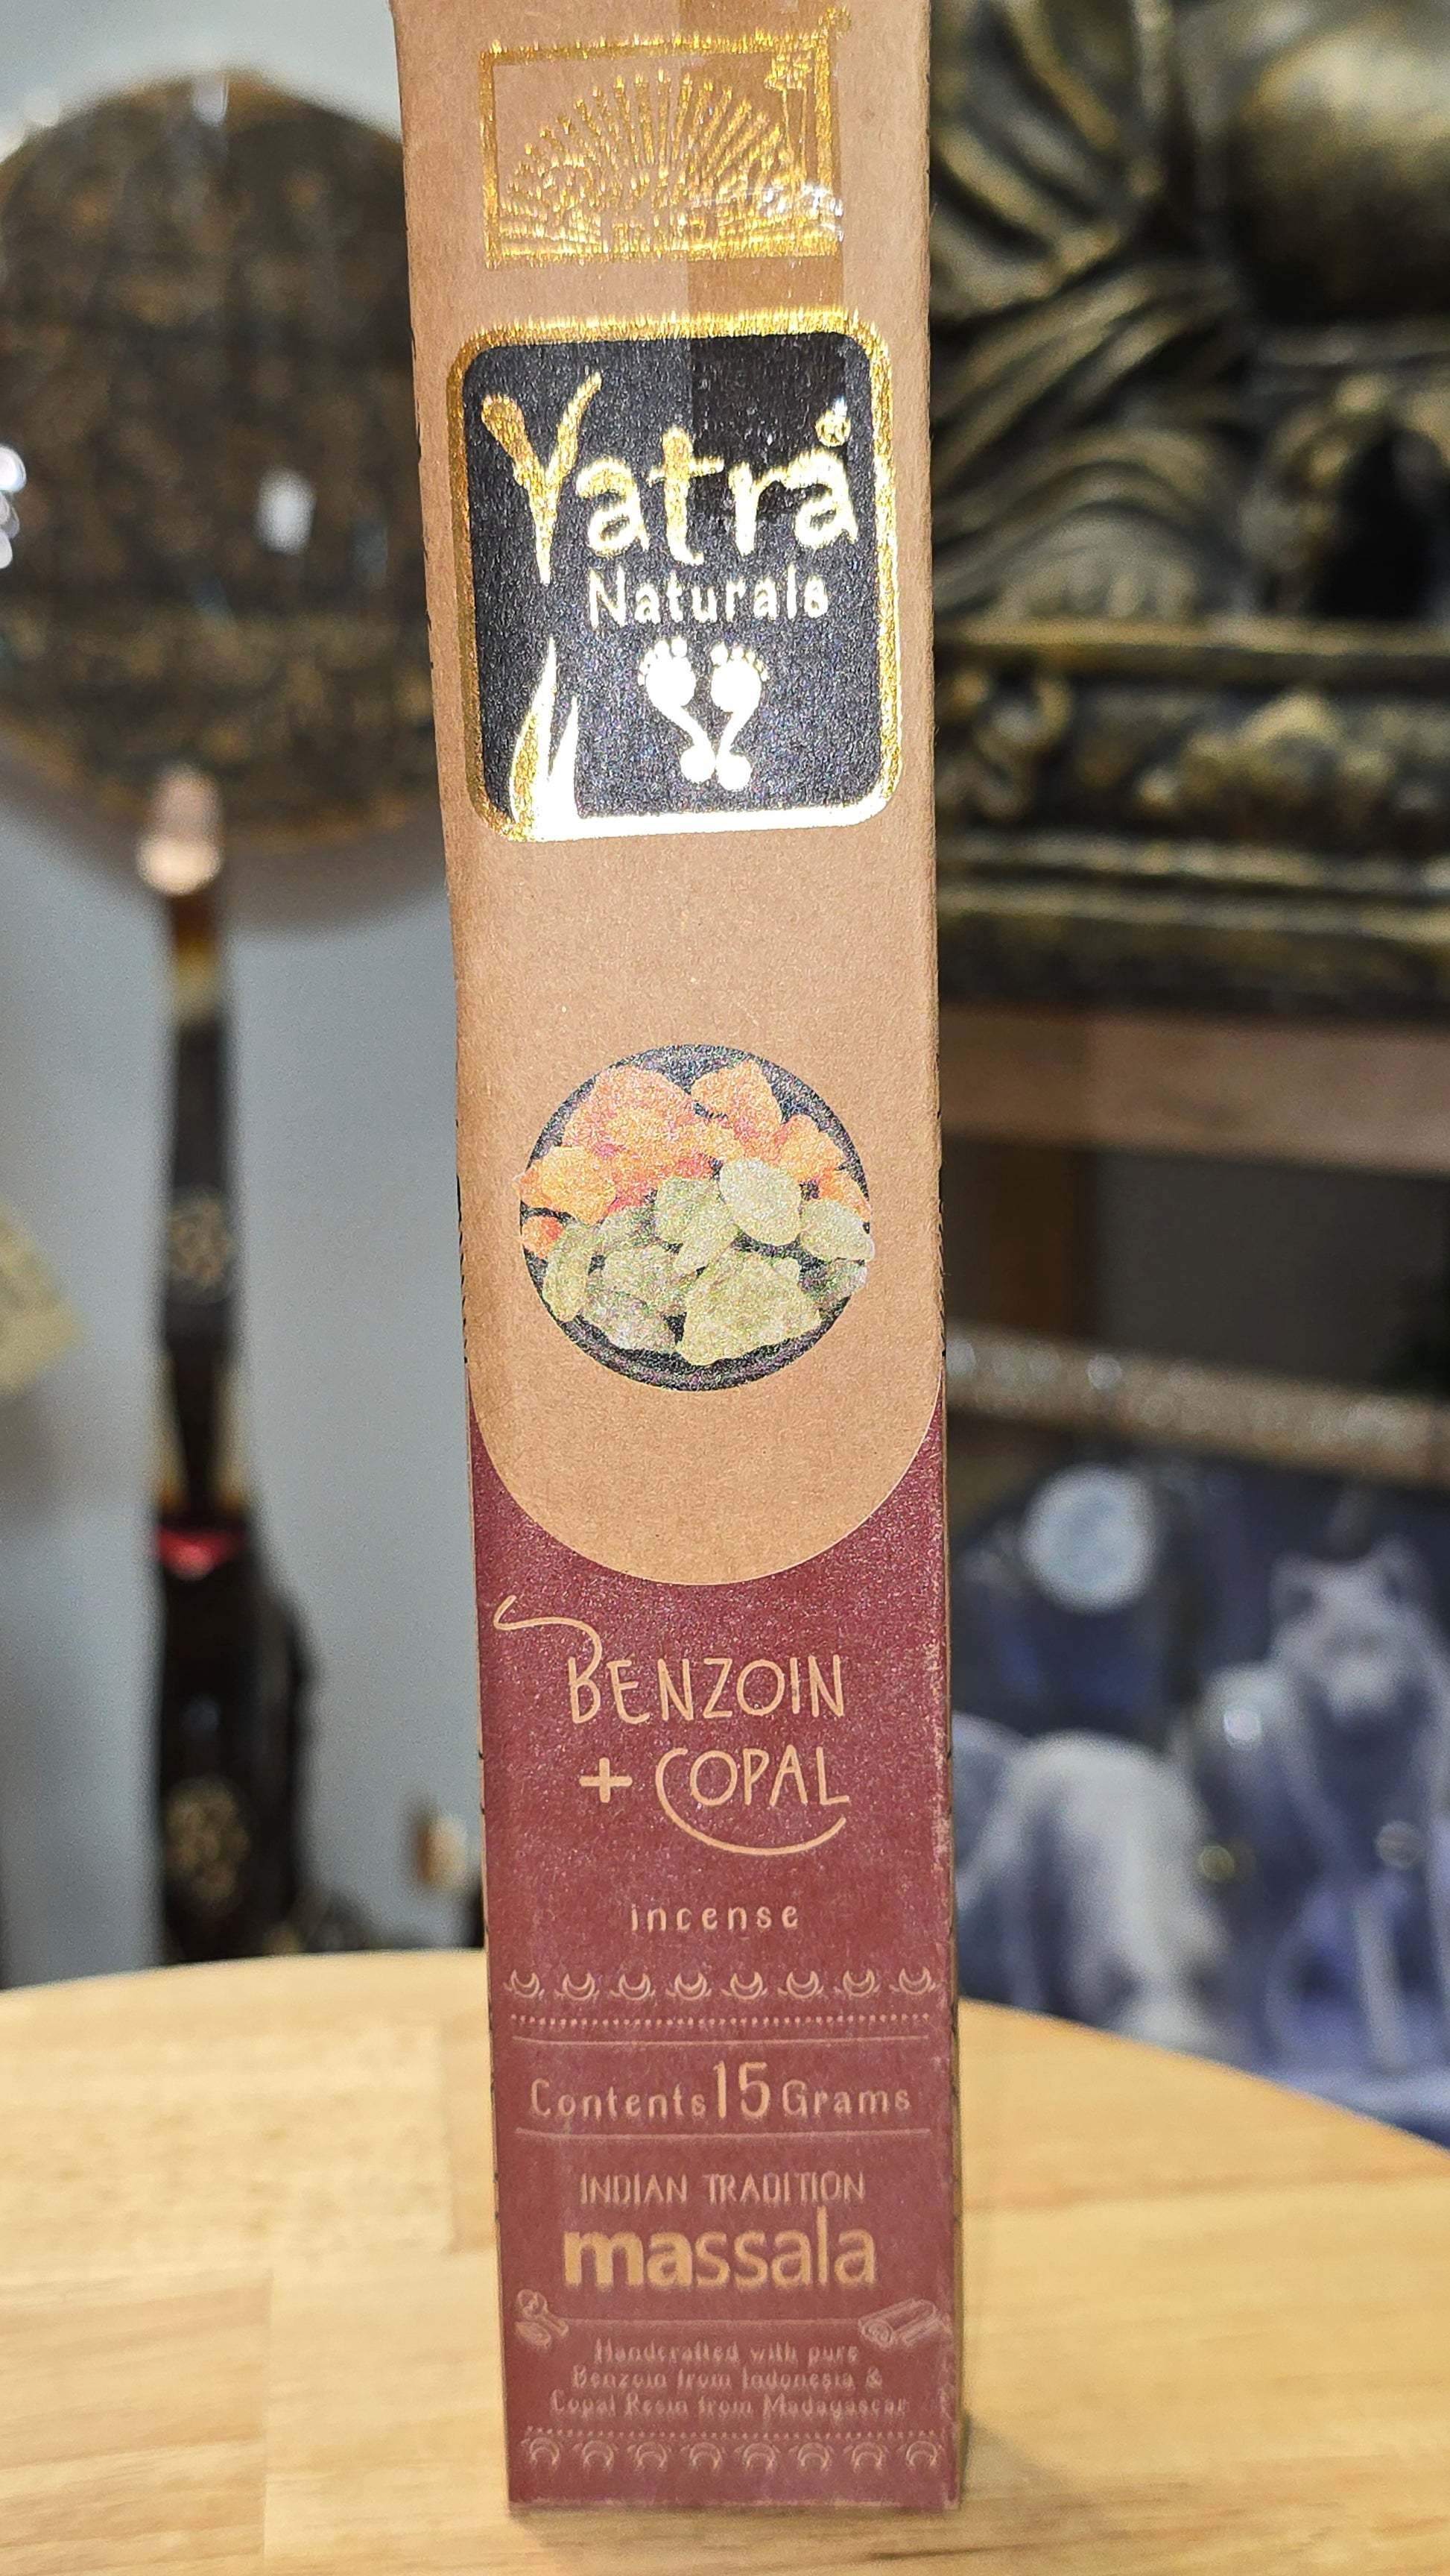 Yatra®
Naturals
BENZOIN
+ COPAL
incense
Contents 15 Grams
INDIAN TRADITION
massala
Handcrafted with pure
Benzoin from Indonesia &
Copal Resin from Madagascar